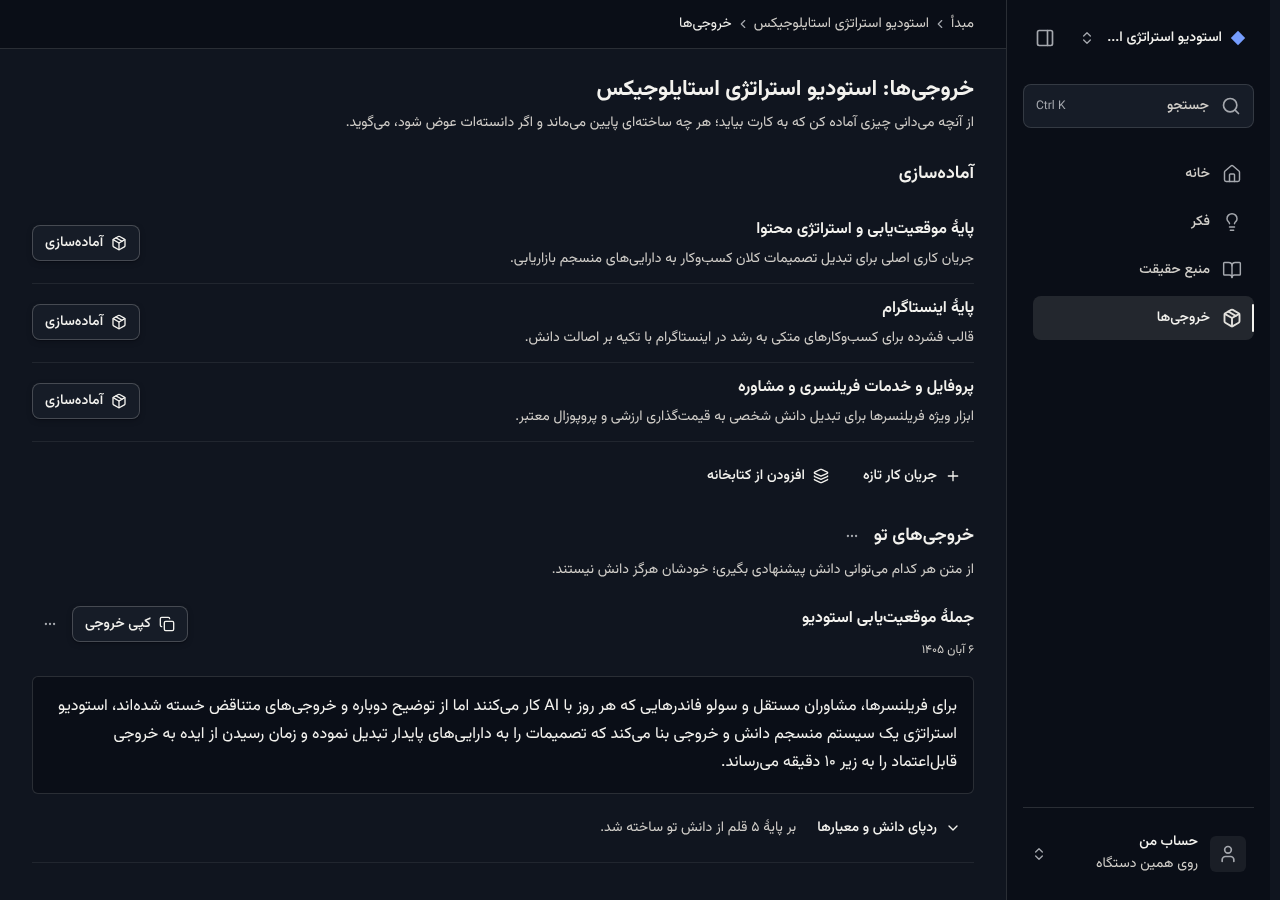 استودیو استراتژی ا...
جستجو
Ctrl K
خانه
فکر
منبع حقیقت
خروجی‌ها
حساب من
روی همین دستگاه
مبدأ › استودیو استراتژی استایلوجیکس › خروجی‌ها
خروجی‌ها: استودیو استراتژی استایلوجیکس
از آنچه می‌دانی چیزی آماده کن که به کارت بیاید؛ هر چه ساخته‌ای پایین می‌ماند و اگر دانسته‌ات عوض شود، می‌گوید.
آماده‌سازی
پایهٔ موقعیت‌یابی و استراتژی محتوا
جریان کاری اصلی برای تبدیل تصمیمات کلان کسب‌وکار به دارایی‌های منسجم بازاریابی.
آماده‌سازی
پایهٔ اینستاگرام
قالب فشرده برای کسب‌وکارهای متکی به رشد در اینستاگرام با تکیه بر اصالت دانش.
آماده‌سازی
پروفایل و خدمات فریلنسری و مشاوره
ابزار ویژه فریلنسرها برای تبدیل دانش شخصی به قیمت‌گذاری ارزشی و پروپوزال معتبر.
آماده‌سازی
جریان کار تازه
افزودن از کتابخانه
خروجی‌های تو ...
از متن هر کدام می‌توانی دانش پیشنهادی بگیری؛ خودشان هرگز دانش نیستند.
جملهٔ موقعیت‌یابی استودیو
۶ آبان ۱۴۰۵
کپی خروجی
...
برای فریلنسرها، مشاوران مستقل و سولو فاندرهایی که هر روز با AI کار می‌کنند اما از توضیح دوباره و خروجی‌های متناقض خسته شده‌اند، استودیو
استراتژی یک سیستم منسجم دانش و خروجی بنا می‌کند که تصمیمات را به دارایی‌های پایدار تبدیل نموده و زمان رسیدن از ایده به خروجی
قابل‌اعتماد را به زیر ۱۰ دقیقه می‌رساند.
ردپای دانش و معیارها
بر پایهٔ ۵ قلم از دانش تو ساخته شد.